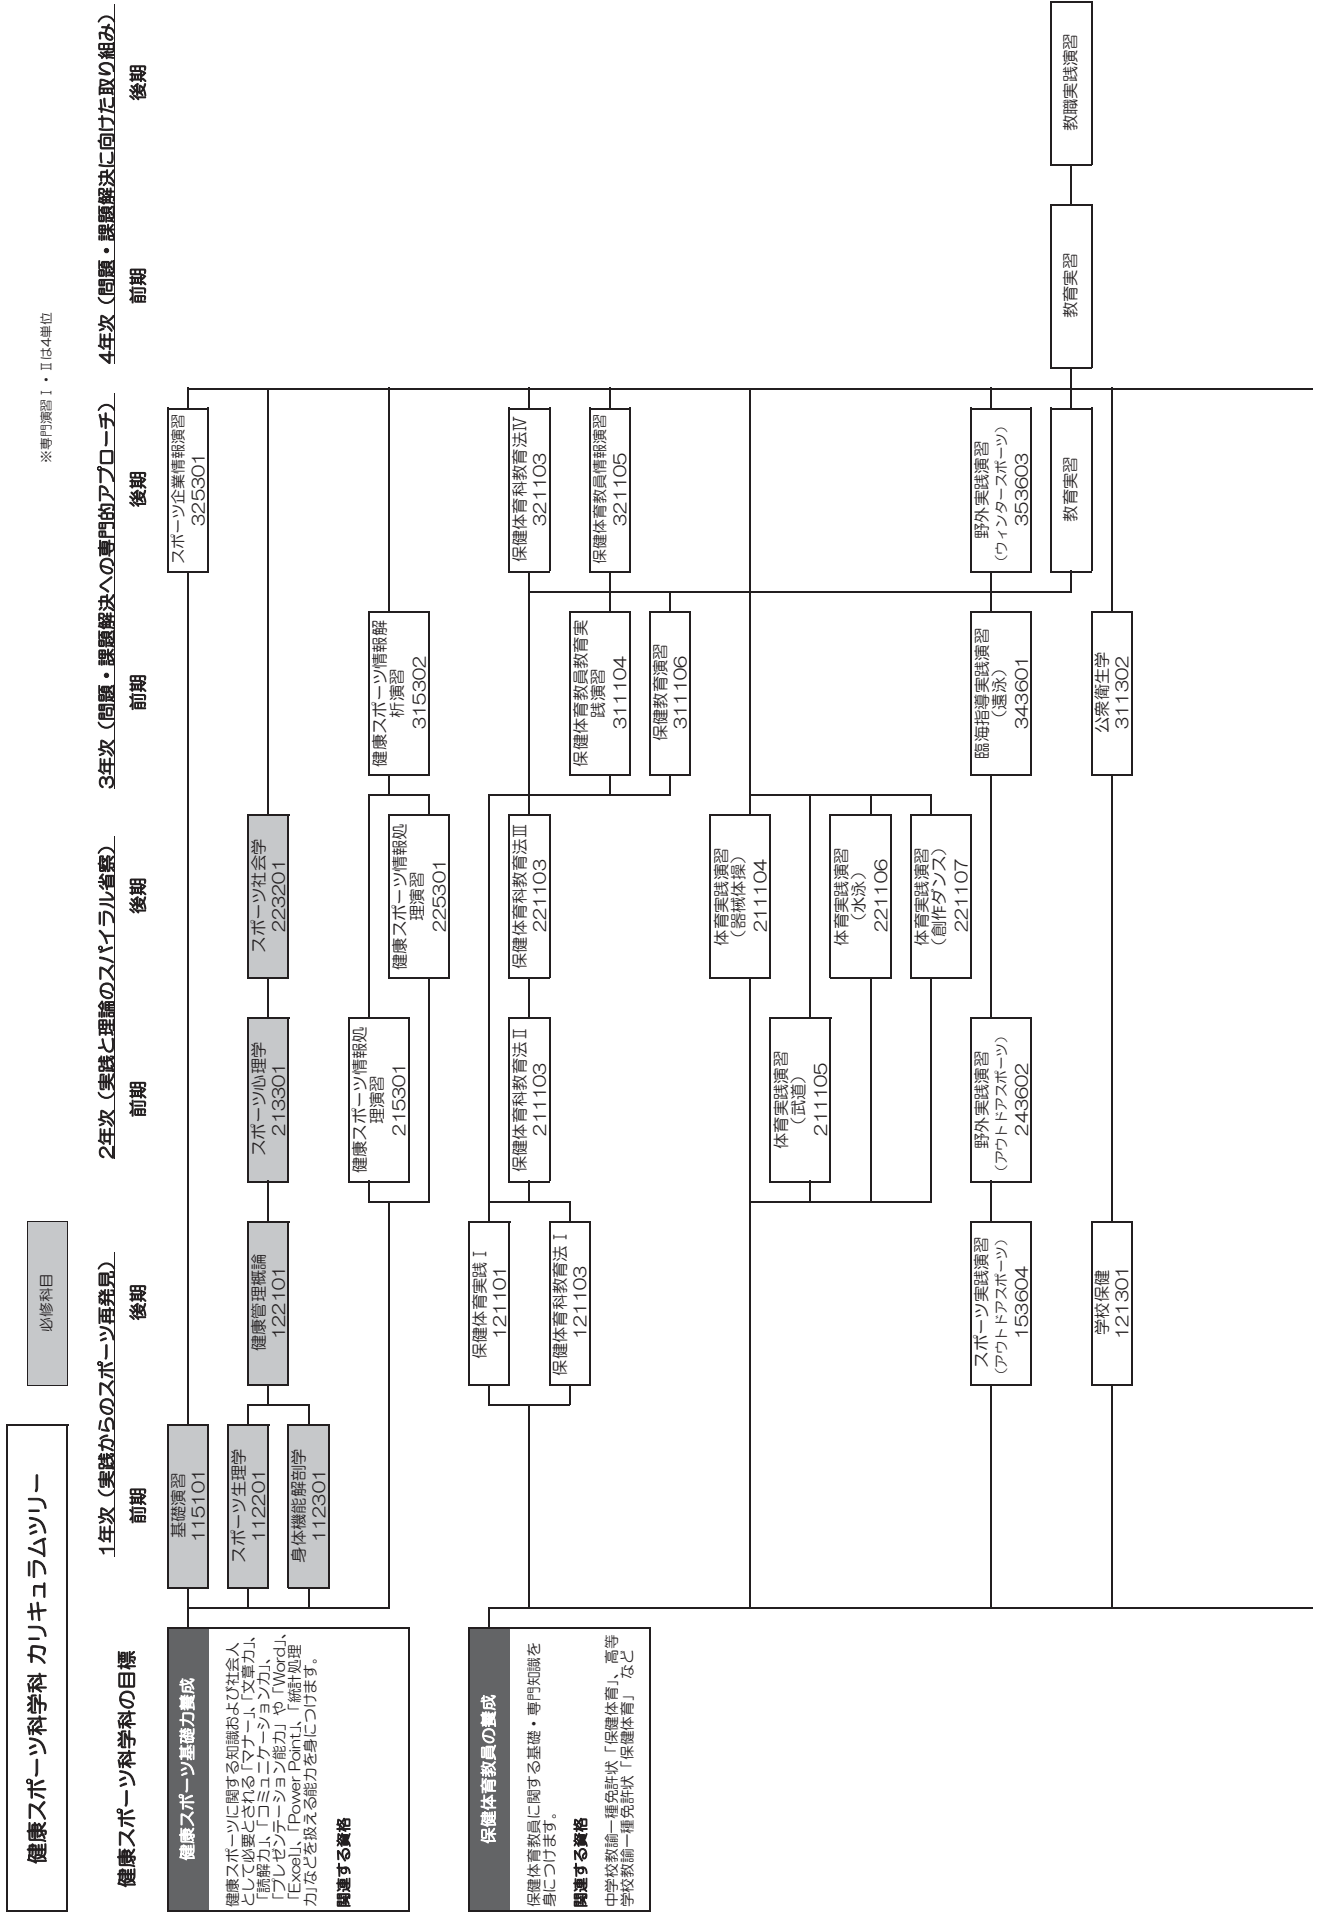 健康スポーツ科学科 カリキュラムツリー
必修科目
※専門演習Ⅰ・Ⅱは4単位
健康スポーツ科学科の目標
1年次（実践からのスポーツ再発見）
2年次（実践と理論のスパイラル省察）
3年次（問題・課題解決への専門的アプローチ）
4年次（問題・課題解決に向けた取り組み）
前期
後期
前期
後期
前期
後期
前期
後期
健康スポーツ基礎力養成
健康スポーツに関する知識および社会人
として必要とされる「マナー」、「文章力」、
「読解力」、「コミュニケーション力」、
「プレゼンテーション能力」や「Word」、
「Excel」、「Power Point」、「統計処理
力」などを扱える能力を身につけます。
関連する資格
基礎演習
115101
スポーツ企業情報演習
325301
スポーツ生理学
112201
身体機能解剖学
112301
健康管理概論
122101
スポーツ心理学
213301
スポーツ社会学
223201
健康スポーツ情報処
理演習
215301
健康スポーツ情報処
理演習
225301
健康スポーツ情報解
析演習
315302
保健体育教員の養成
保健体育教員に関する基礎・専門知識を
身につけます。
関連する資格
中学校教諭一種免許状「保健体育」、高等
学校教諭一種免許状「保健体育」 など
保健体育実践Ⅰ
121101
保健体育科教育法Ⅰ
121103
保健体育科教育法Ⅱ
211103
保健体育科教育法Ⅲ
221103
保健体育科教育法Ⅳ
321103
保健体育教員教育実
践演習
311104
保健体育教員情報演習
321105
保健教育演習
311106
体育実践演習
（器械体操）
211104
体育実践演習
（武道）
211105
体育実践演習
（水泳）
221106
体育実践演習
（創作ダンス）
221107
スポーツ実践演習
（アウトドアスポーツ）
153604
野外実践演習
（アウトドアスポーツ）
243602
臨海指導実践演習
（遠泳）
343601
野外実践演習
（ウィンタースポーツ）
353603
教育実習
教育実習
教職実践演習
学校保健
121301
公衆衛生学
311302